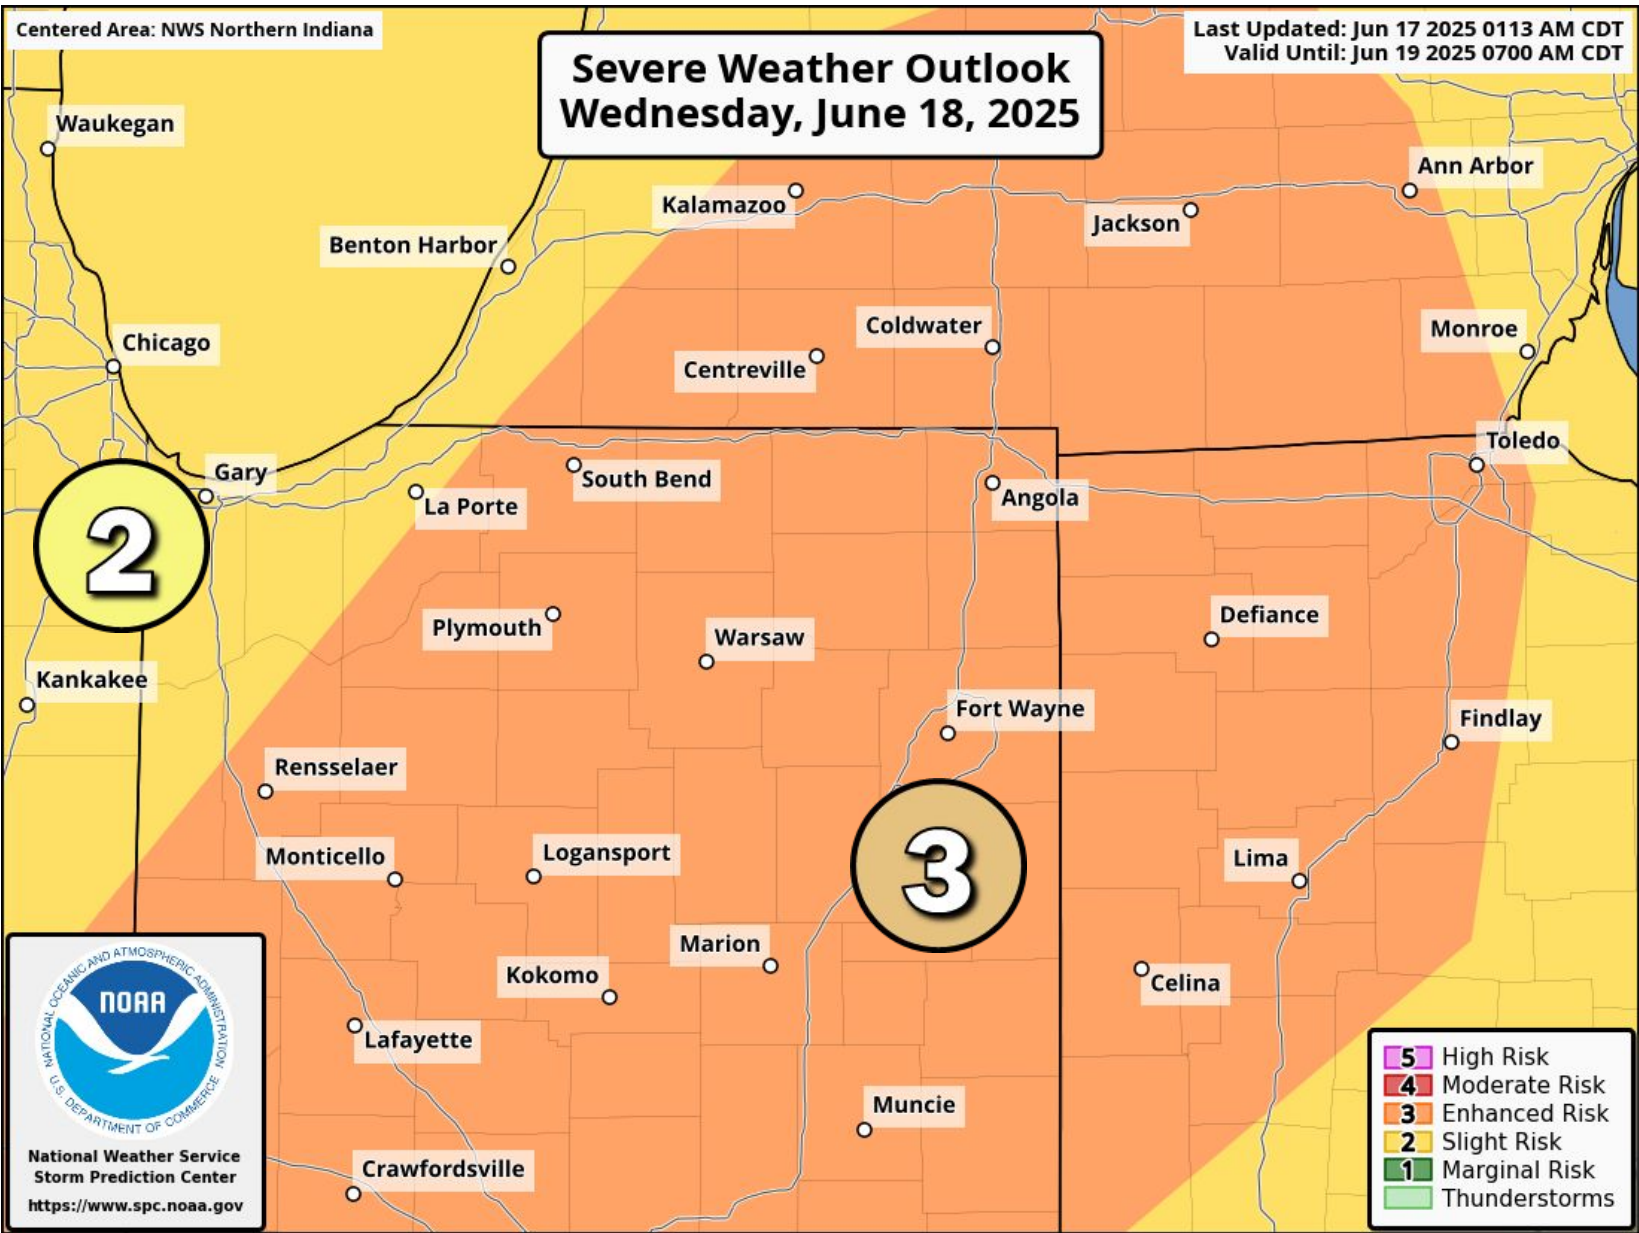 Centered Area: NWS Northern Indiana
Severe Weather Outlook
Wednesday, June 18, 2025
Last Updated: Jun 17 2025 0113 AM CDT
Valid Until: Jun 19 2025 0700 AM CDT
Waukegan
Ann Arbor
Kalamazoo
Jackson
Benton Harbor
Coldwater
Monroe
Chicago
Centreville
Toledo
Gary
South Bend
Angola
La Porte
2
Defiance
Plymouth
Warsaw
Kankakee
Fort Wayne
Findlay
Rensselaer
Monticello
Logansport
Lima
3
Marion
Kokomo
Celina
Lafayette
Muncie
Crawfordsville
NATIONAL OCEANIC AND ATMOSPHERIC ADMINISTRATION
NOAA
U.S. DEPARTMENT OF COMMERCE
National Weather Service
Storm Prediction Center
https://www.spc.noaa.gov
5 High Risk
4 Moderate Risk
3 Enhanced Risk
2 Slight Risk
1 Marginal Risk
Thunderstorms